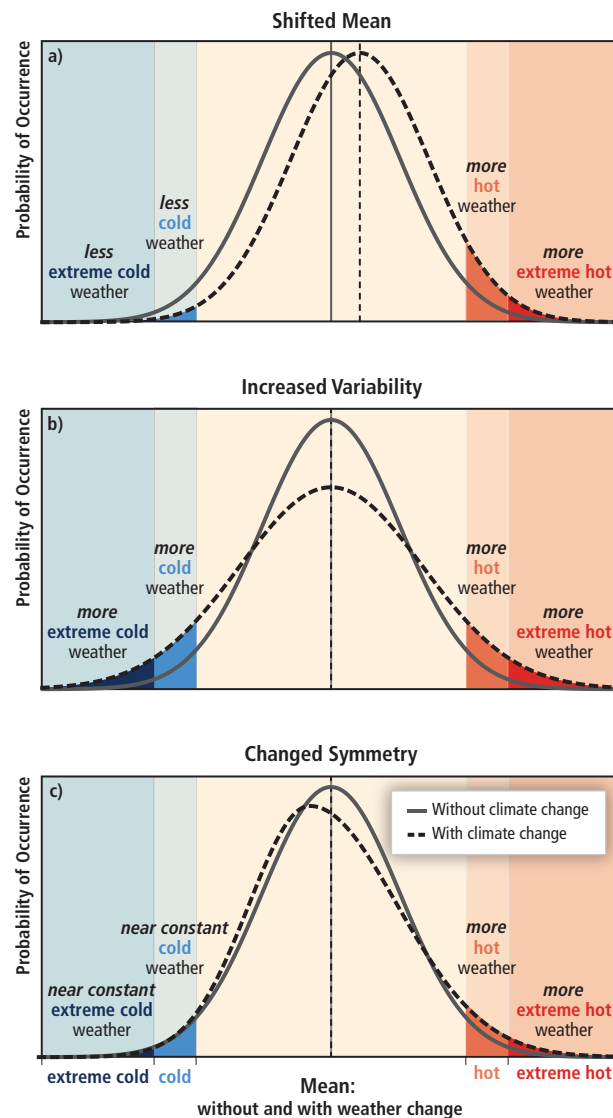 Shifted Mean
a)
Probability of Occurrence
less
extreme cold
weather
less
cold
weather
more
hot
weather
more
extreme hot
weather
Increased Variability
b)
Probability of Occurrence
more
extreme cold
weather
more
cold
weather
more
hot
weather
more
extreme hot
weather
Changed Symmetry
c)
Probability of Occurrence
Without climate change
With climate change
near constant
extreme cold
weather
near constant
cold
weather
more
hot
weather
more
extreme hot
weather
extreme cold
cold
Mean:
without and with weather change
hot
extreme hot